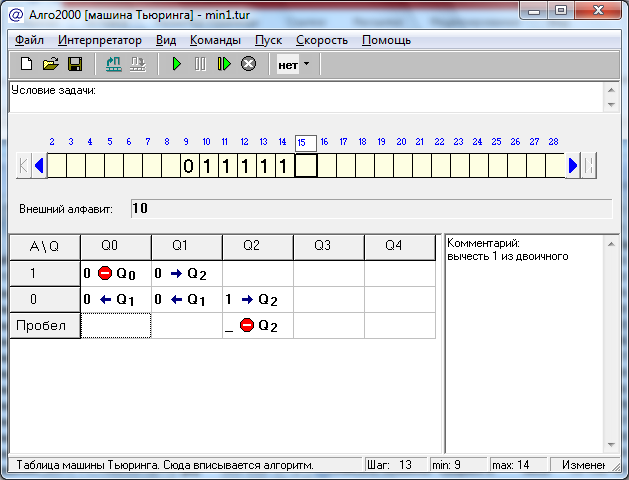 Алго2000 [машина Тьюринга] - min1.tur
Файл Интерпретатор Вид Команды Пуск Скорость Помощь
нет
Условие задачи:
2 3 4 5 6 7 8 9 10 11 12 13 14 15 16 17 18 19 20 21 22 23 24 25 26 27 28
0 1 1 1 1 1
Внешний алфавит: 10
A\Q Q0 Q1 Q2 Q3 Q4
1 0 Q0 0 → Q2
0 0 ← Q1 0 ← Q1 1 → Q2
Пробел _ Q2
Комментарий:
вычесть 1 из двоичного
Таблица машины Тьюринга. Сюда вписывается алгоритм. Шаг: 13 min: 9 max: 14 Изменен